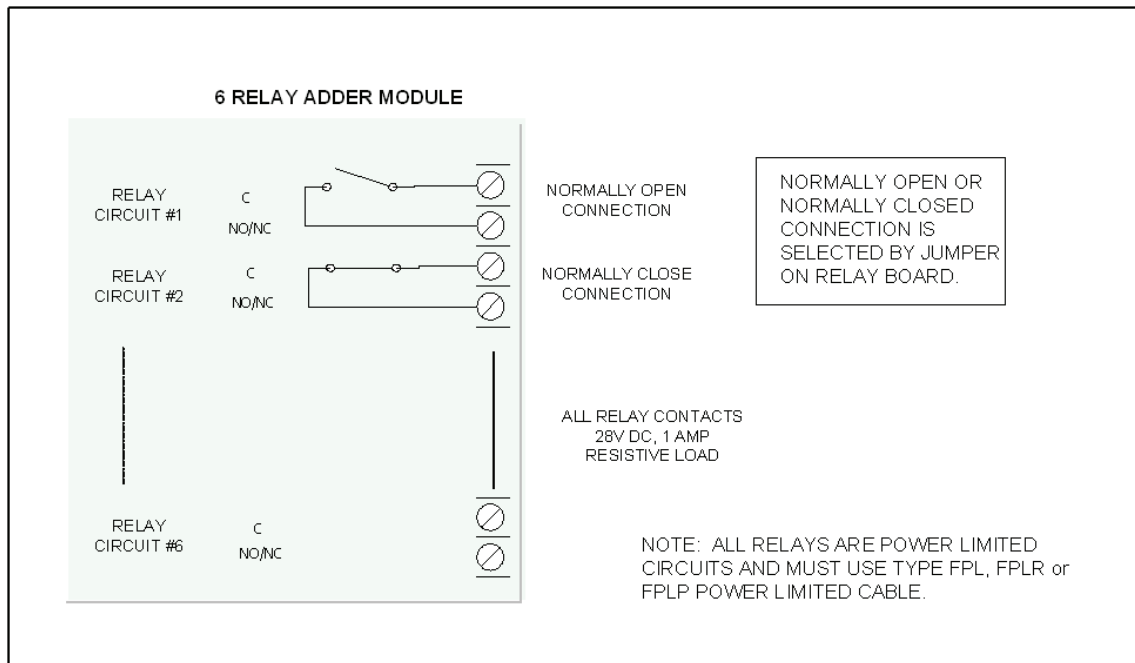 6 RELAY ADDER MODULE
RELAY
CIRCUIT #1
C
NO/NC
NORMALLY OPEN
CONNECTION
RELAY
CIRCUIT #2
C
NO/NC
NORMALLY CLOSE
CONNECTION
NORMALLY OPEN OR
NORMALLY CLOSED
CONNECTION IS
SELECTED BY JUMPER
ON RELAY BOARD.
ALL RELAY CONTACTS
28V DC, 1 AMP
RESISTIVE LOAD
RELAY
CIRCUIT #6
C
NO/NC
NOTE: ALL RELAYS ARE POWER LIMITED
CIRCUITS AND MUST USE TYPE FPL, FPLR or
FPLP POWER LIMITED CABLE.